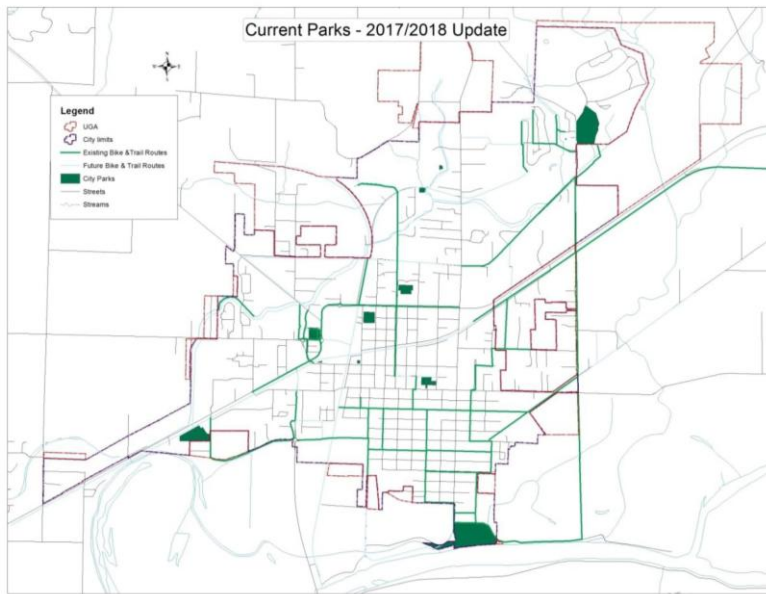 Current Parks - 2017/2018 Update
N
Legend
UGA
City limits
Existing Bike &Trail Routes
Future Bike & Trail Routes
City Parks
Streets
Streams